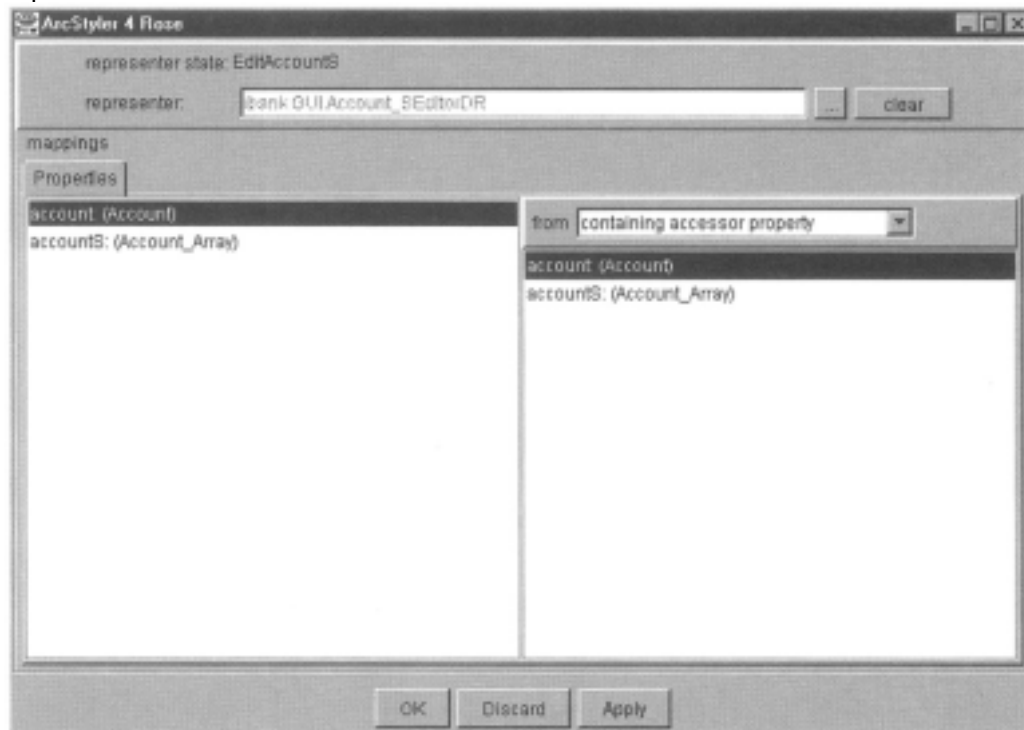 ArcStyler 4 Rose
representer state: EditAccountS
representer: ibank.GUI.Account_SEditorDR ... clear
mappings
Properties
account: (Account)
accountS: (Account_Array)
from containing accessor property
account: (Account)
accountS: (Account_Array)
OK Discard Apply